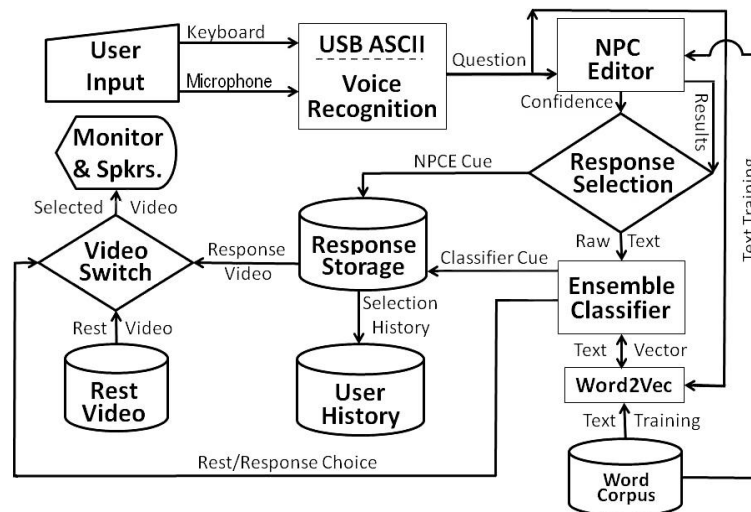 User
Input
Keyboard
Microphone
USB ASCII
Voice
Recognition
Question
NPC
Editor
Confidence
Results
Text Training
Monitor
& Spkrs.
Selected Video
NPCE Cue
Response
Selection
Raw Text
Video
Switch
Response
Video
Response
Storage
Classifier Cue
Ensemble
Classifier
Rest Video
Selection
History
Text Vector
Rest
Video
User
History
Word2Vec
Text Training
Rest/Response Choice
Word
Corpus